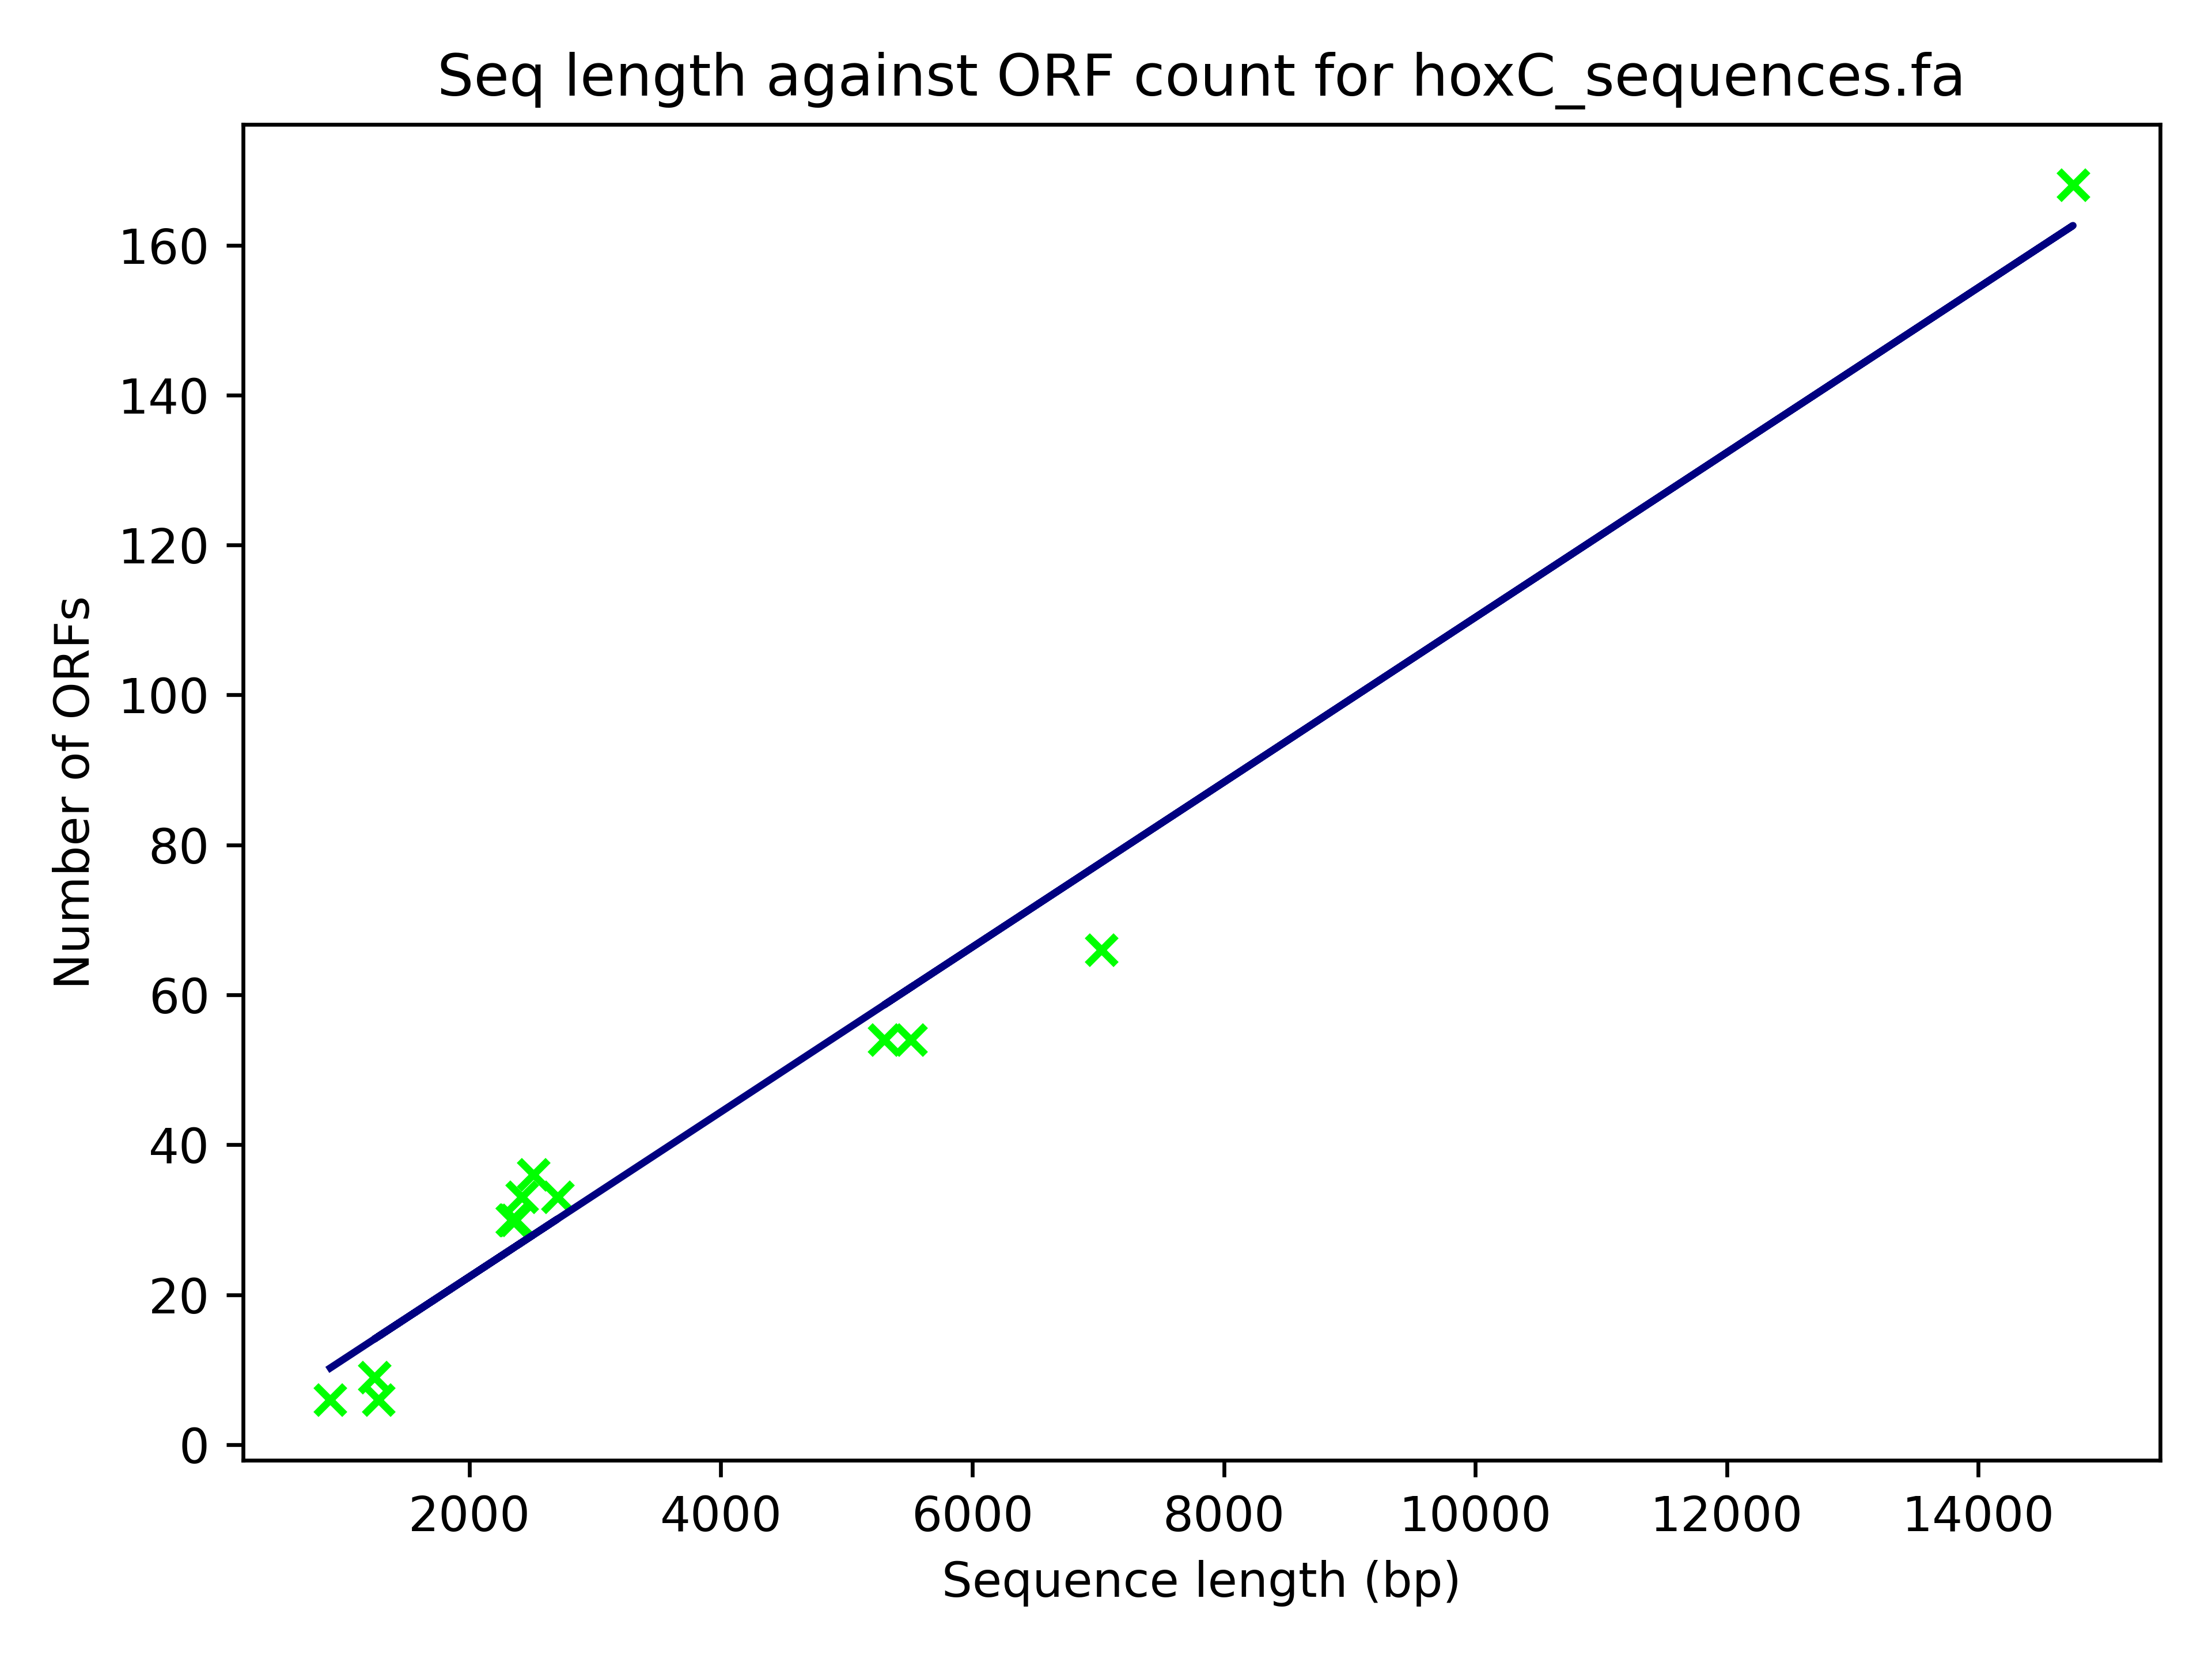 Seq length against ORF count for hoxC_sequences.fa
Number of ORFs
160
140
120
100
80
60
40
20
0
2000 4000 6000 8000 10000 12000 14000
Sequence length (bp)